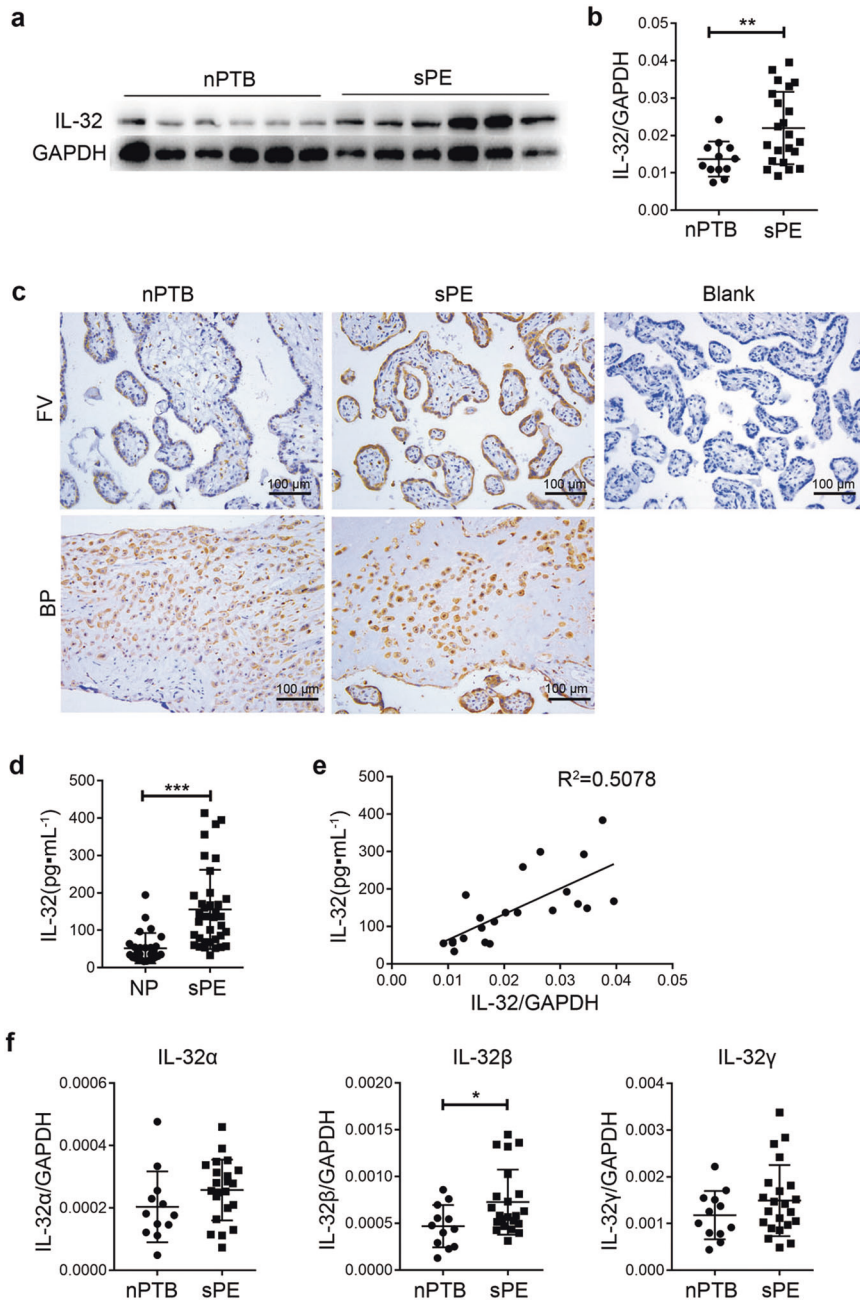 a
nPTB sPE
IL-32
GAPDH
b
**
0.05
0.04
0.03
0.02
0.01
0.00
IL-32/GAPDH
nPTB sPE
c
nPTB sPE Blank
FV
100 µm 100 µm 100 µm
BP
100 µm 100 µm
d
***
500
400
300
200
100
0
IL-32(pg▪mL⁻¹)
NP sPE
e
R²=0.5078
500
400
300
200
100
0
IL-32(pg▪mL⁻¹)
0.00 0.01 0.02 0.03 0.04 0.05
IL-32/GAPDH
f
IL-32α
0.0006
0.0004
0.0002
0.0000
IL-32α/GAPDH
nPTB sPE
IL-32β
*
0.0020
0.0015
0.0010
0.0005
0.0000
IL-32β/GAPDH
nPTB sPE
IL-32γ
0.004
0.003
0.002
0.001
0.000
IL-32γ/GAPDH
nPTB sPE